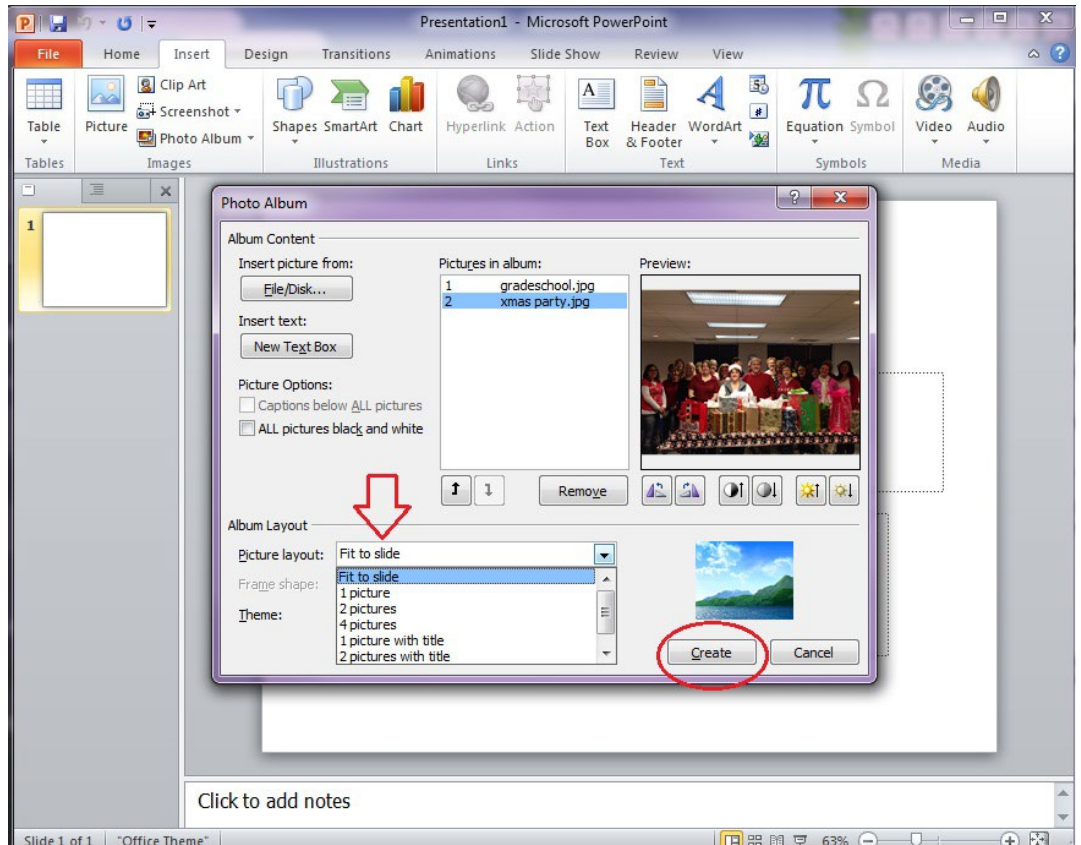 Presentation1 - Microsoft PowerPoint
File Home Insert Design Transitions Animations Slide Show Review View
Clip Art
Screenshot
Photo Album
Table Picture Shapes SmartArt Chart Hyperlink Action Text Box Header & Footer WordArt Equation Symbol Video Audio
Tables Images Illustrations Links Text Symbols Media
1
Photo Album
Album Content
Insert picture from: Pictures in album: Preview:
File/Disk...
1 gradeschool.jpg
2 xmas party.jpg
Insert text:
New Text Box
Picture Options:
Captions below ALL pictures
ALL pictures black and white
Remove
Album Layout
Picture layout: Fit to slide
Fit to slide
Frame shape:
1 picture
2 pictures
Theme:
4 pictures
1 picture with title
2 pictures with title
Create Cancel
Click to add notes
Slide 1 of 1 "Office Theme" 63%